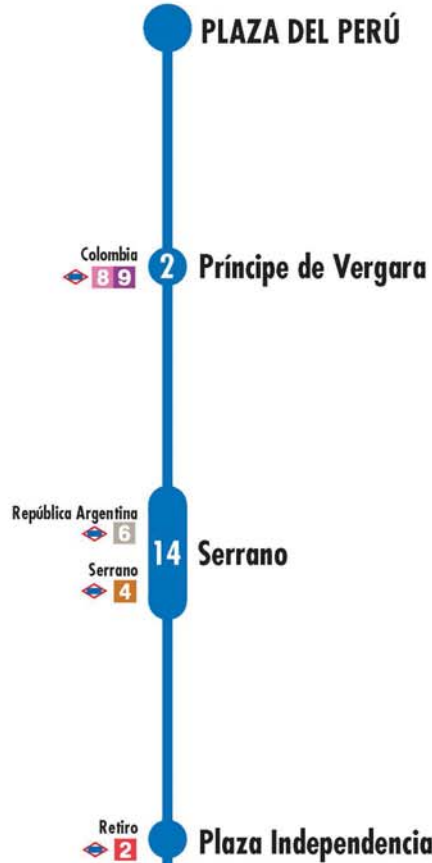 PLAZA DEL PERÚ
Colombia
8 9
2 Príncipe de Vergara
República Argentina
6
14 Serrano
Serrano
4
Retiro
2
Plaza Independencia